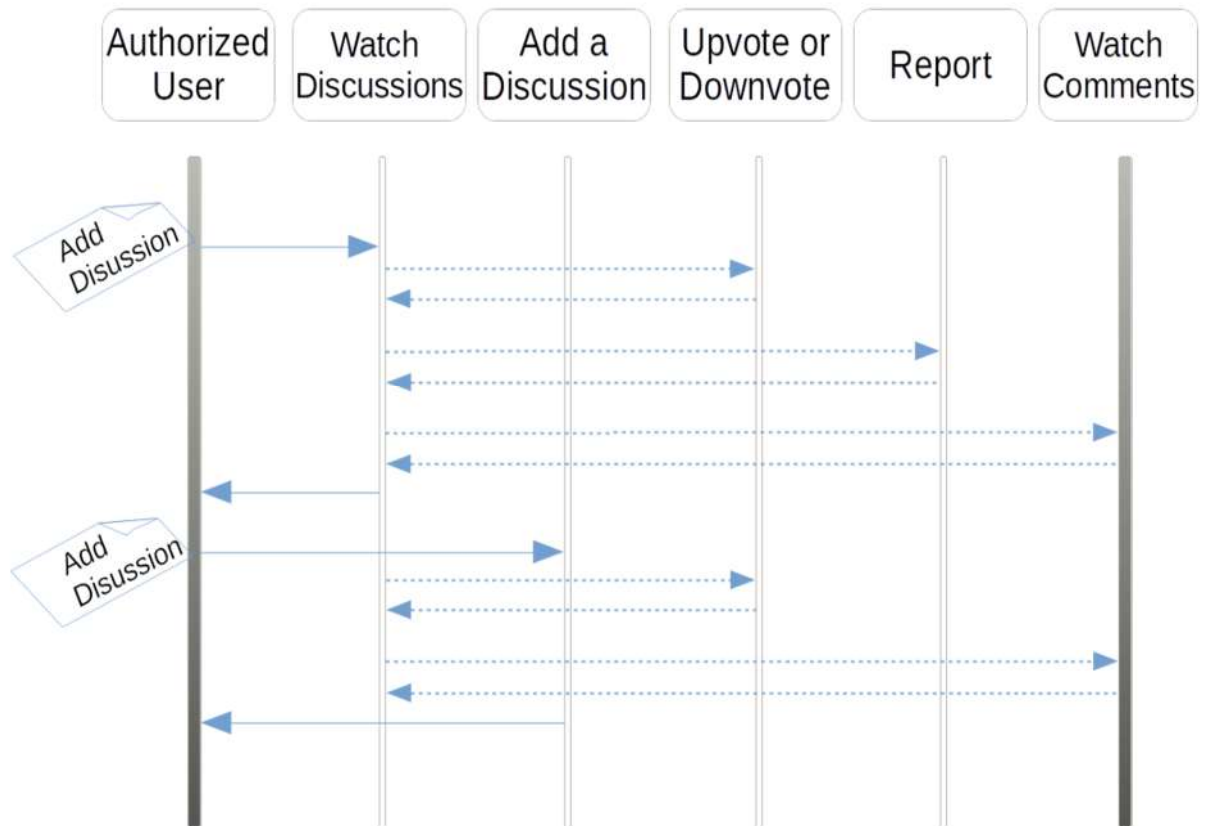 Authorized
User
Watch
Discussions
Add a
Discussion
Upvote or
Downvote
Report
Watch
Comments
Add
Disussion
Add
Disussion